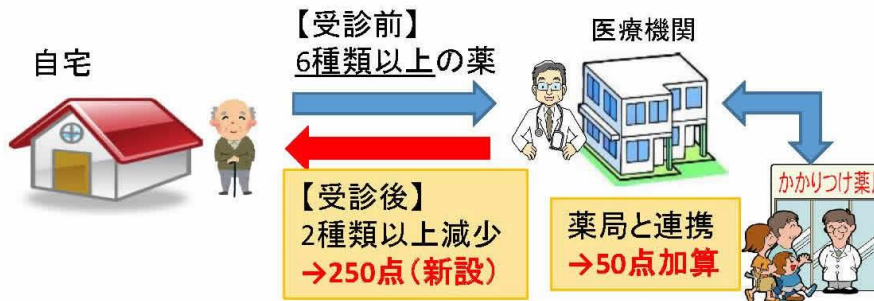 【受診前】
6種類以上の薬
自宅
医療機関
【受診後】
2種類以上減少
→250点（新設）
薬局と連携
→50点加算
かかりつけ薬局